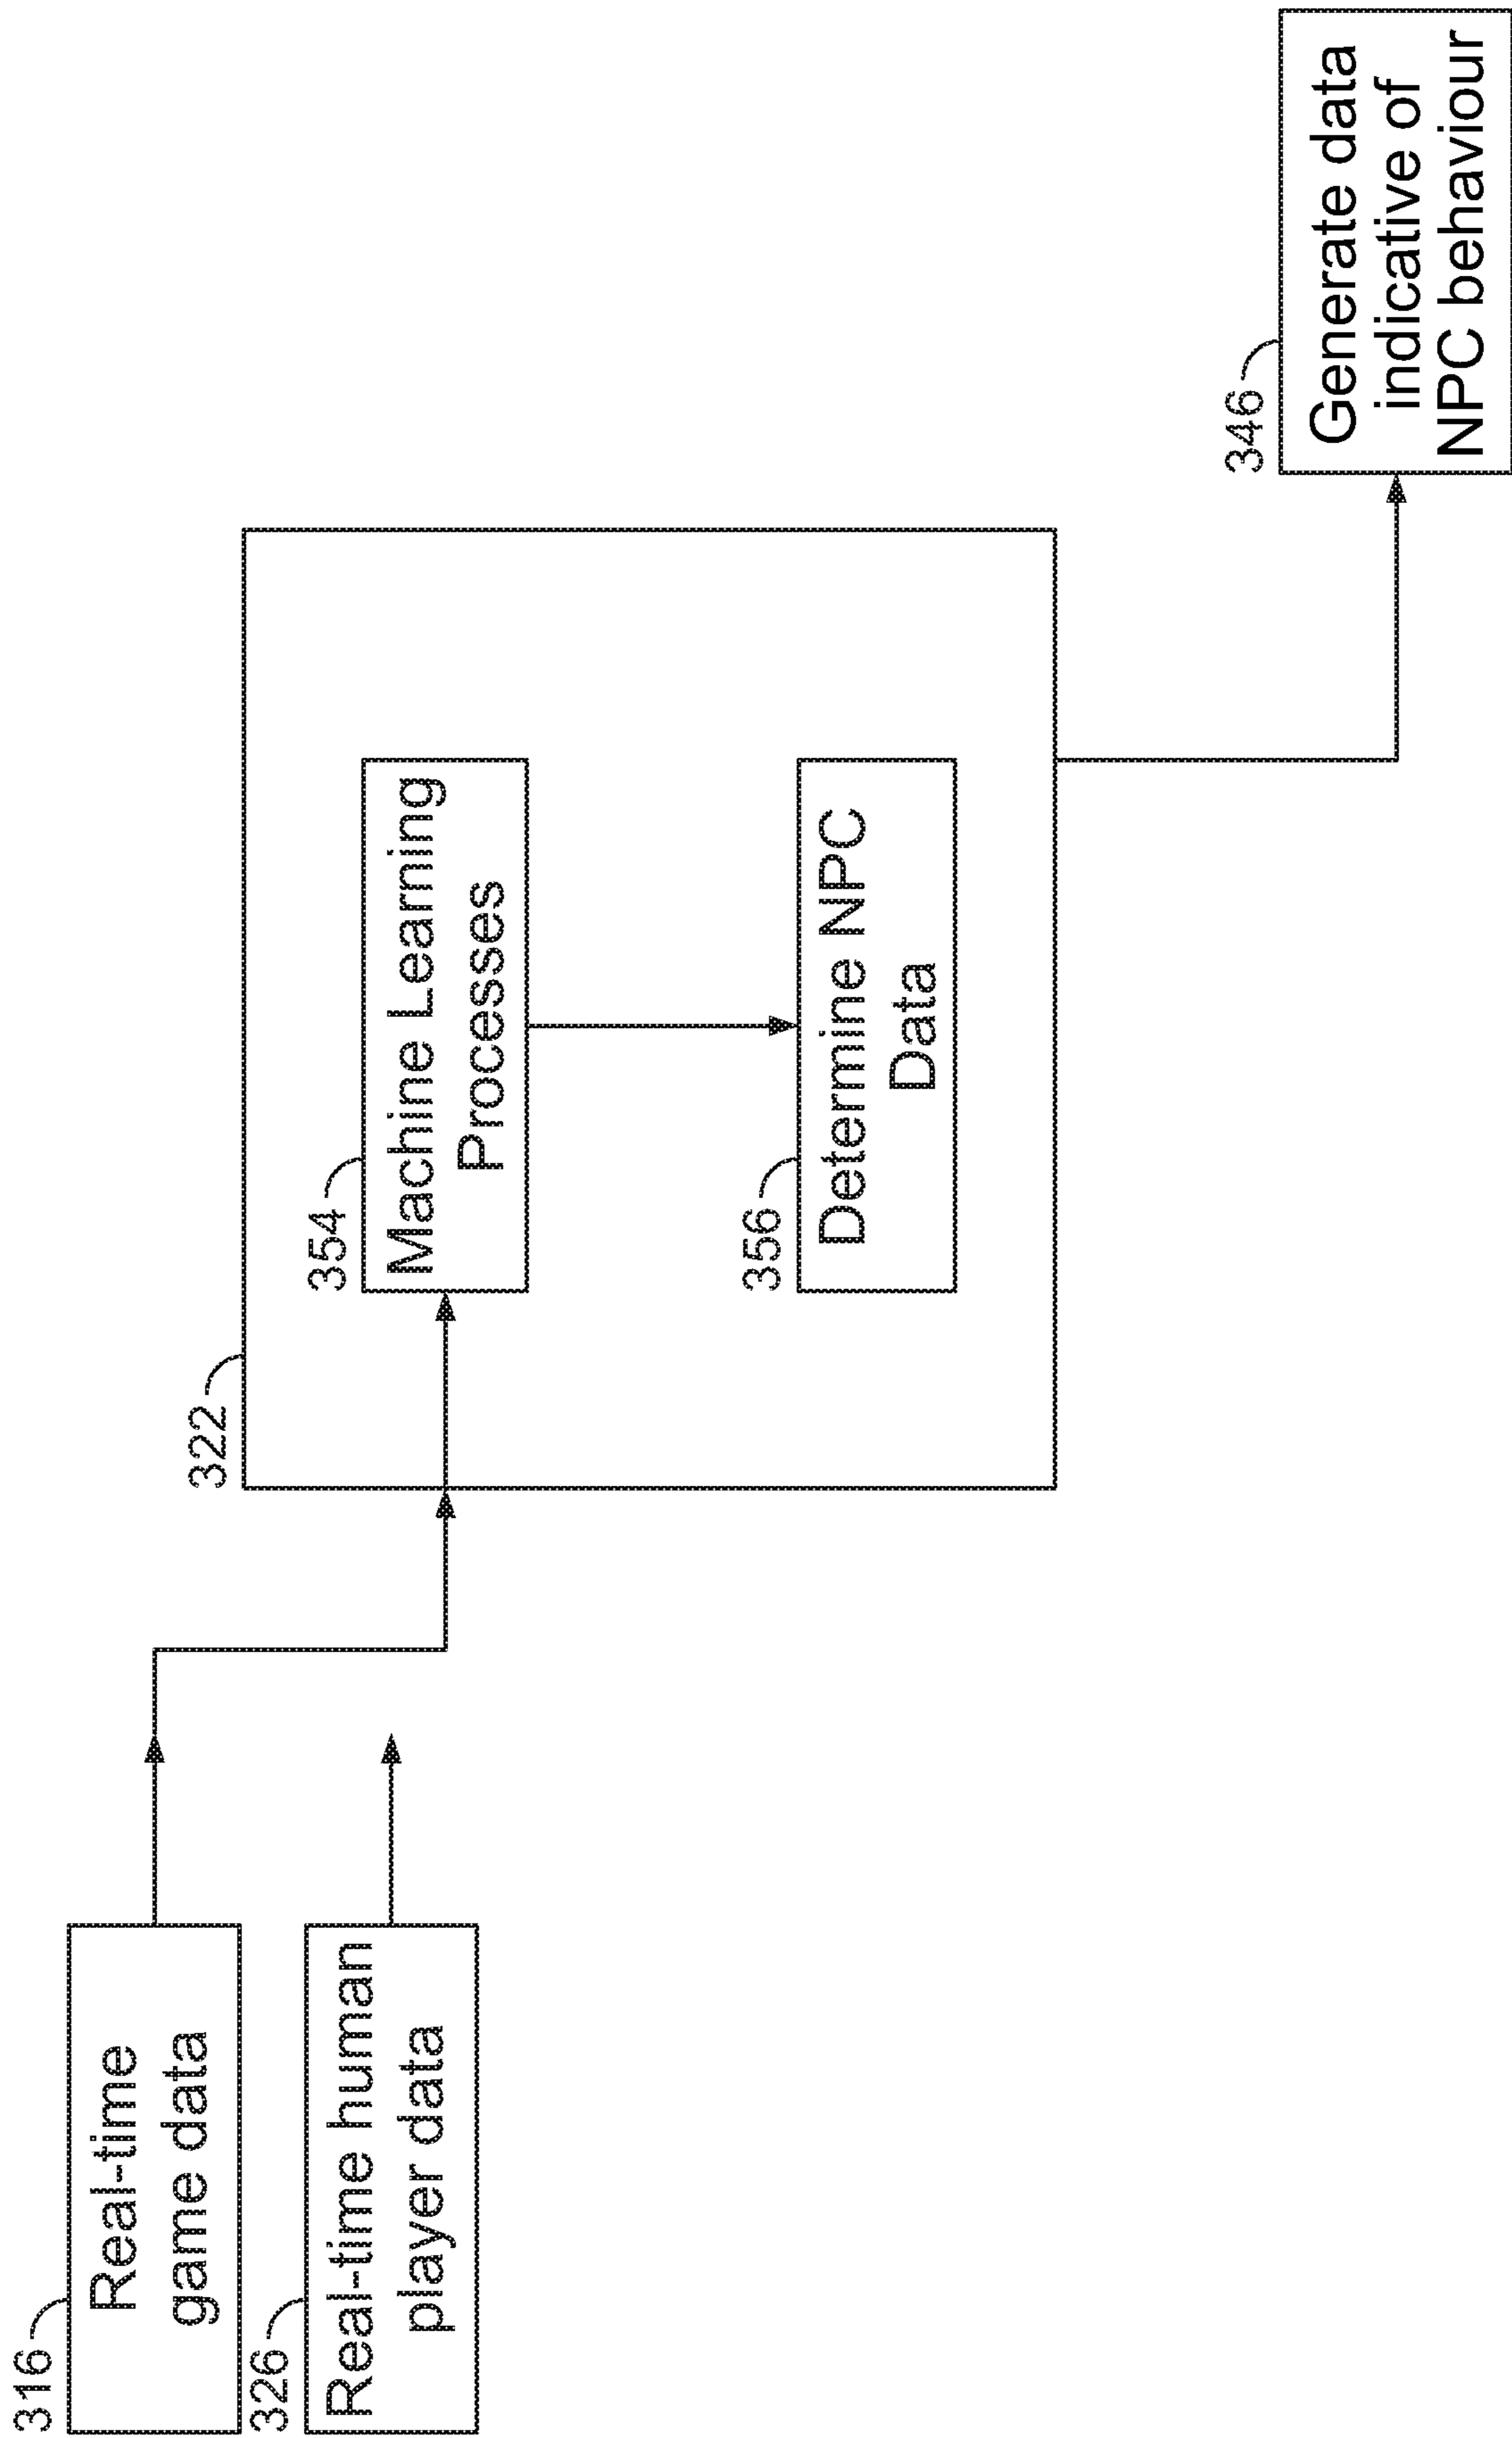 316
Real-time
game data
326
Real-time human
player data
322
354
Machine Learning
Processes
356
Determine NPC
Data
346
Generate data
indicative of
NPC behaviour